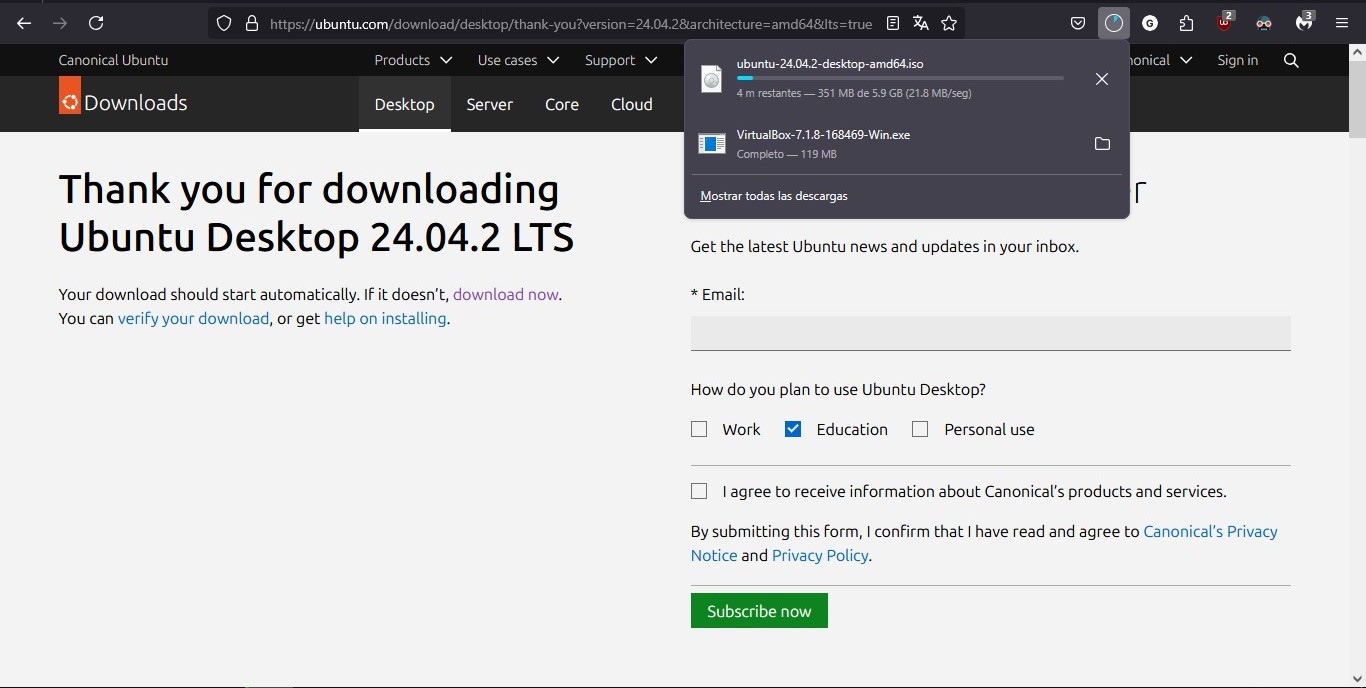 https://ubuntu.com/download/desktop/thank-you?version=24.04.2&architecture=amd64&lts=true
G
2
3
Canonical Ubuntu
Products
Use cases
Support
nonical
Sign in
Downloads
Desktop
Server
Core
Cloud
ubuntu-24.04.2-desktop-amd64.iso
4 m restantes — 351 MB de 5.9 GB (21.8 MB/seg)
VirtualBox-7.1.8-168469-Win.exe
Completo — 119 MB
Mostrar todas las descargas
Thank you for downloading
Ubuntu Desktop 24.04.2 LTS
Your download should start automatically. If it doesn’t, download now.
You can verify your download, or get help on installing.
r
Get the latest Ubuntu news and updates in your inbox.
* Email:
How do you plan to use Ubuntu Desktop?
Work
Education
Personal use
I agree to receive information about Canonical’s products and services.
By submitting this form, I confirm that I have read and agree to Canonical’s Privacy
Notice and Privacy Policy.
Subscribe now